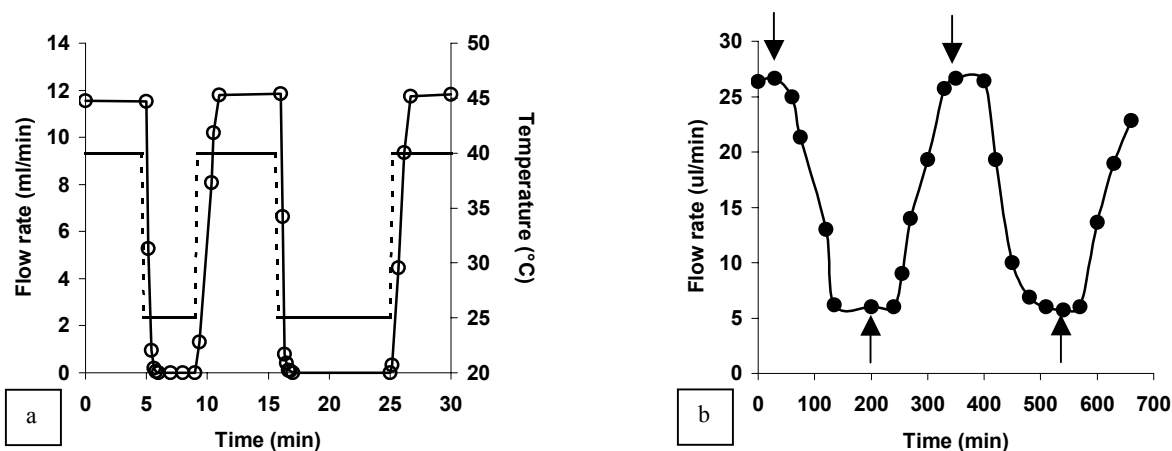 14
12
10
8
6
4
2
0
Flow rate (ml/min)
50
45
40
35
30
25
20
Temperature (°C)
0 5 10 15 20 25 30
Time (min)
a
30
25
20
15
10
5
0
Flow rate (ul/min)
0 100 200 300 400 500 600 700
Time (min)
b